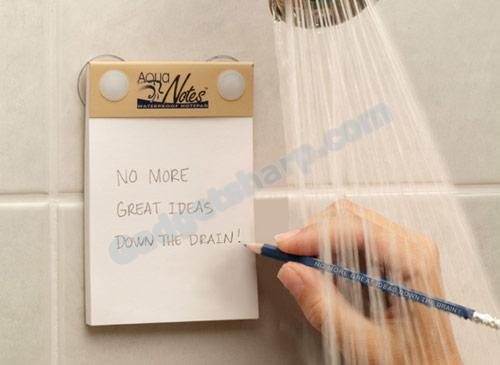 Aqua
Notes™
WATERPROOF NOTEPAD
NO MORE
GREAT IDEAS
DOWN THE DRAIN!
NO MORE GREAT IDEAS DOWN THE DRAIN!
Gadgetsharp.com